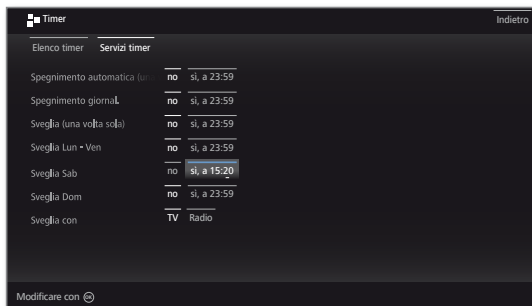 Timer Indietro
Elenco timer Servizi timer
Spegnimento automatica (una no sì, a 23:59
Spegnimento giornal. no sì, a 23:59
Sveglia (una volta sola) no sì, a 23:59
Sveglia Lun - Ven no sì, a 23:59
Sveglia Sab no sì, a 15:20
Sveglia Dom no sì, a 23:59
Sveglia con TV Radio
Modificare con OK